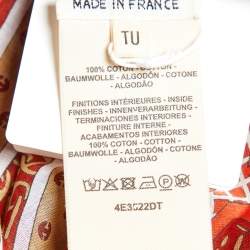 MADE IN FRANCE
TU
100% COTON - COTTON
BAUMWOLLE - ALGODÓN - COTONE
ALGODÃO
FINITIONS INTÉRIEURES - INSIDE
FINISHES - INNENVERARBEITUNG
TERMINACIONES INTERIORES -
FINITURE INTERNE -
ACABAMENTOS INTERIORES
100% COTON - COTTON
BAUMWOLLE - ALGODÓN - COTONE
ALGODÃO
4E3522DT